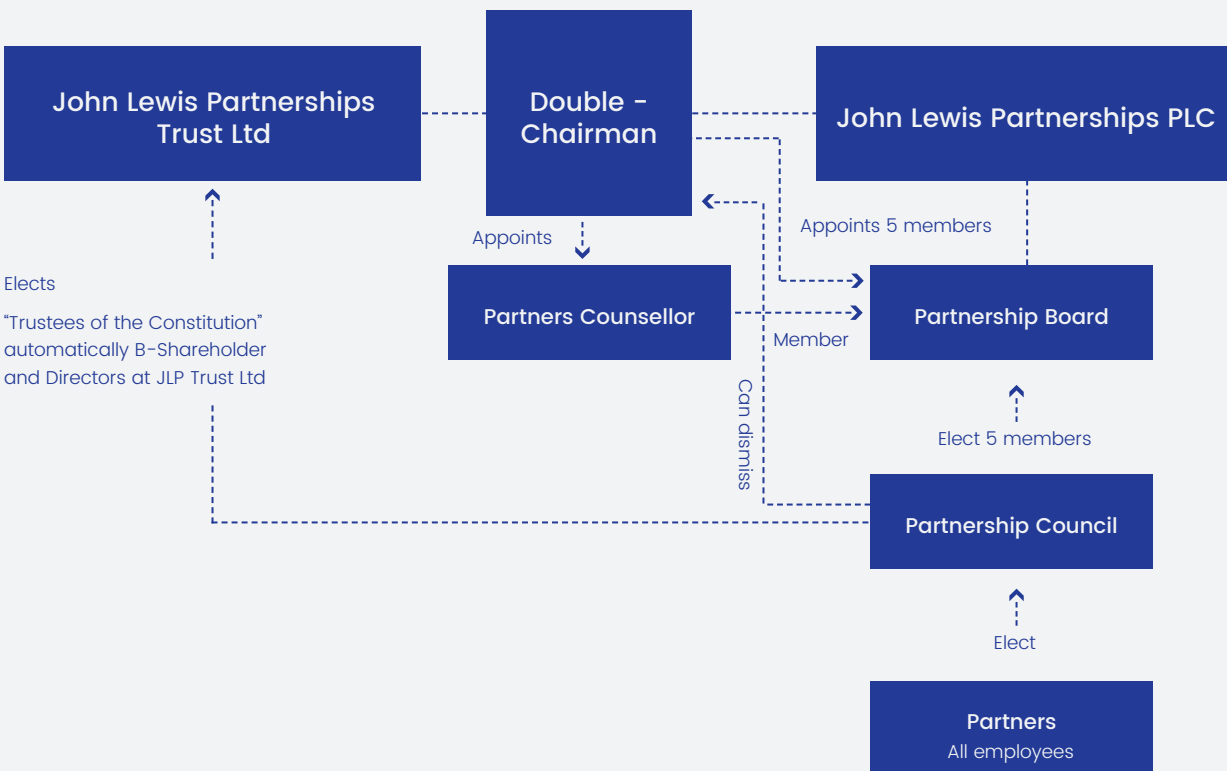 John Lewis Partnerships
Trust Ltd
Double -
Chairman
John Lewis Partnerships PLC
Appoints
Appoints 5 members
Elects
"Trustees of the Constitution"
automatically B-Shareholder
and Directors at JLP Trust Ltd
Partners Counsellor
Member
Partnership Board
Can dismiss
Elect 5 members
Partnership Council
Elect
Partners
All employees